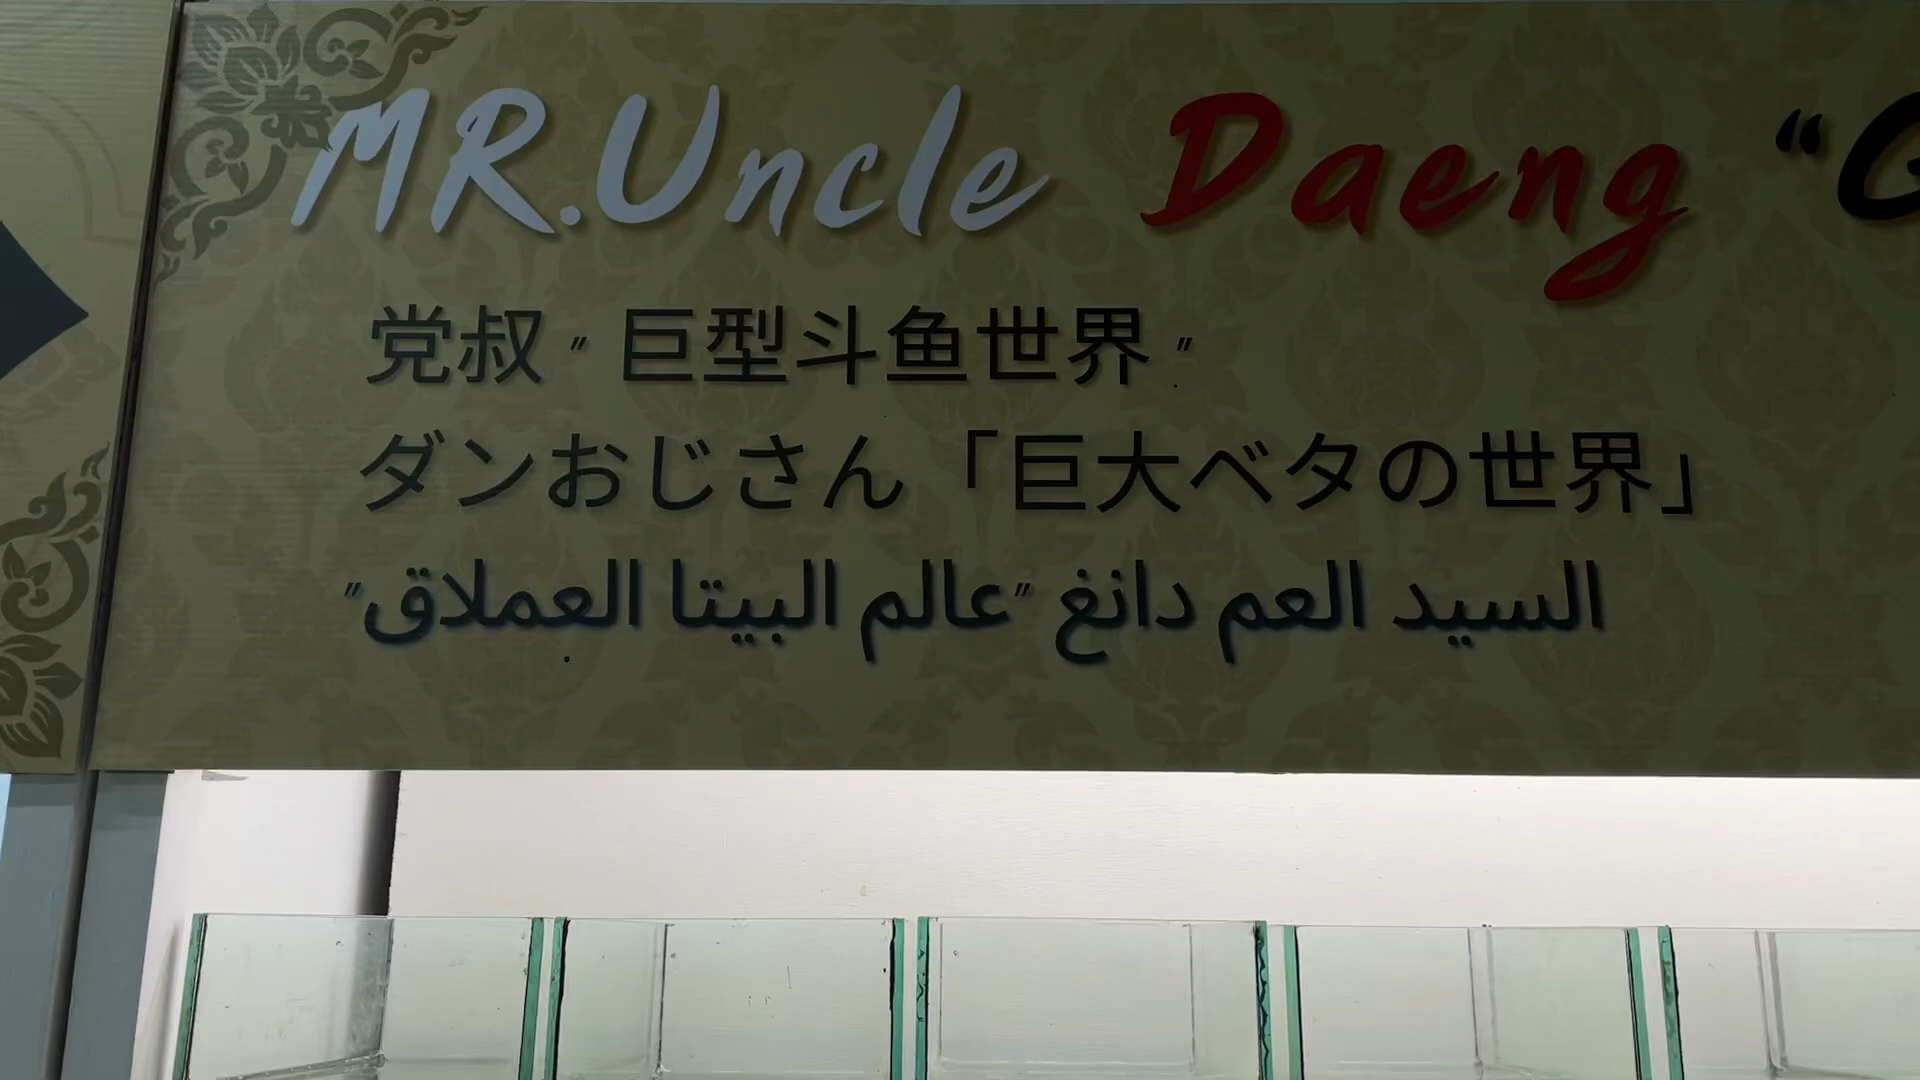 MR.Uncle Daeng "G
党叔 " 巨型斗鱼世界 "
ダンおじさん「巨大ベタの世界」
السيد العم دانغ "عالم البيتا العملاق"